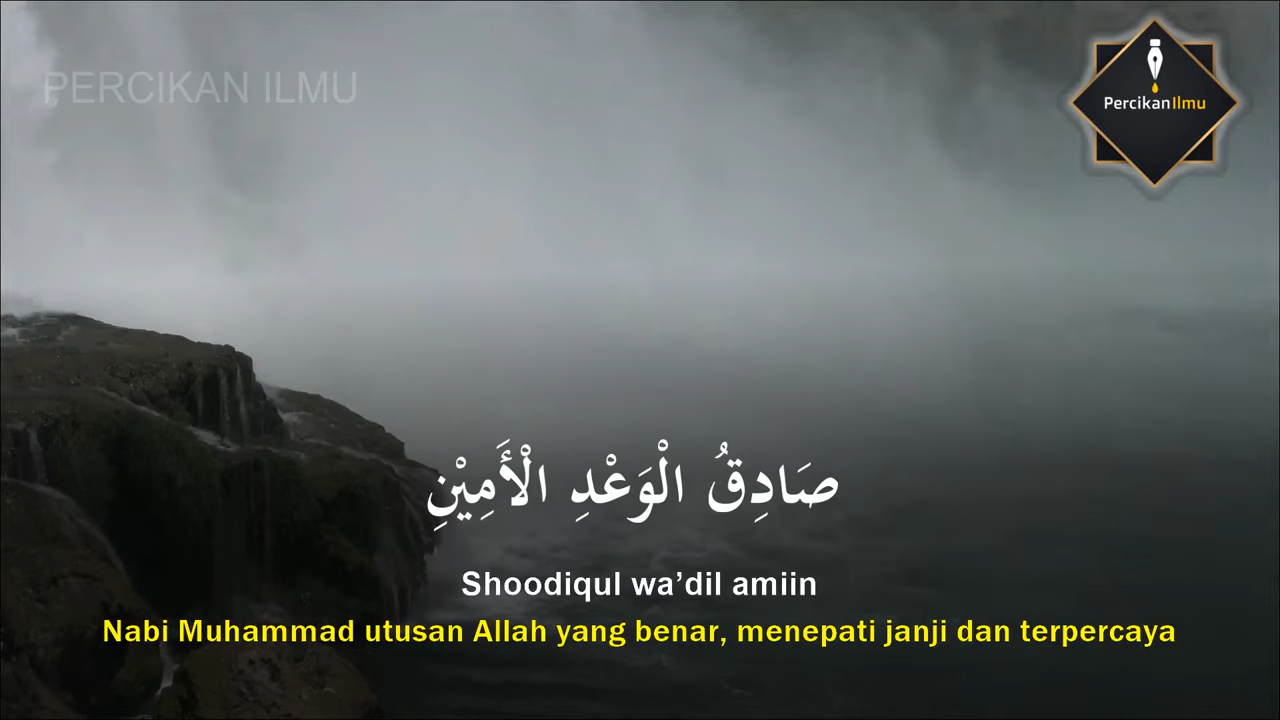 PERCIKAN ILMU
PercikanIlmu
صَادِقُ الْوَعْدِ الْأَمِيْنِ
Shoodiqul wa’dil amiin
Nabi Muhammad utusan Allah yang benar, menepati janji dan terpercaya